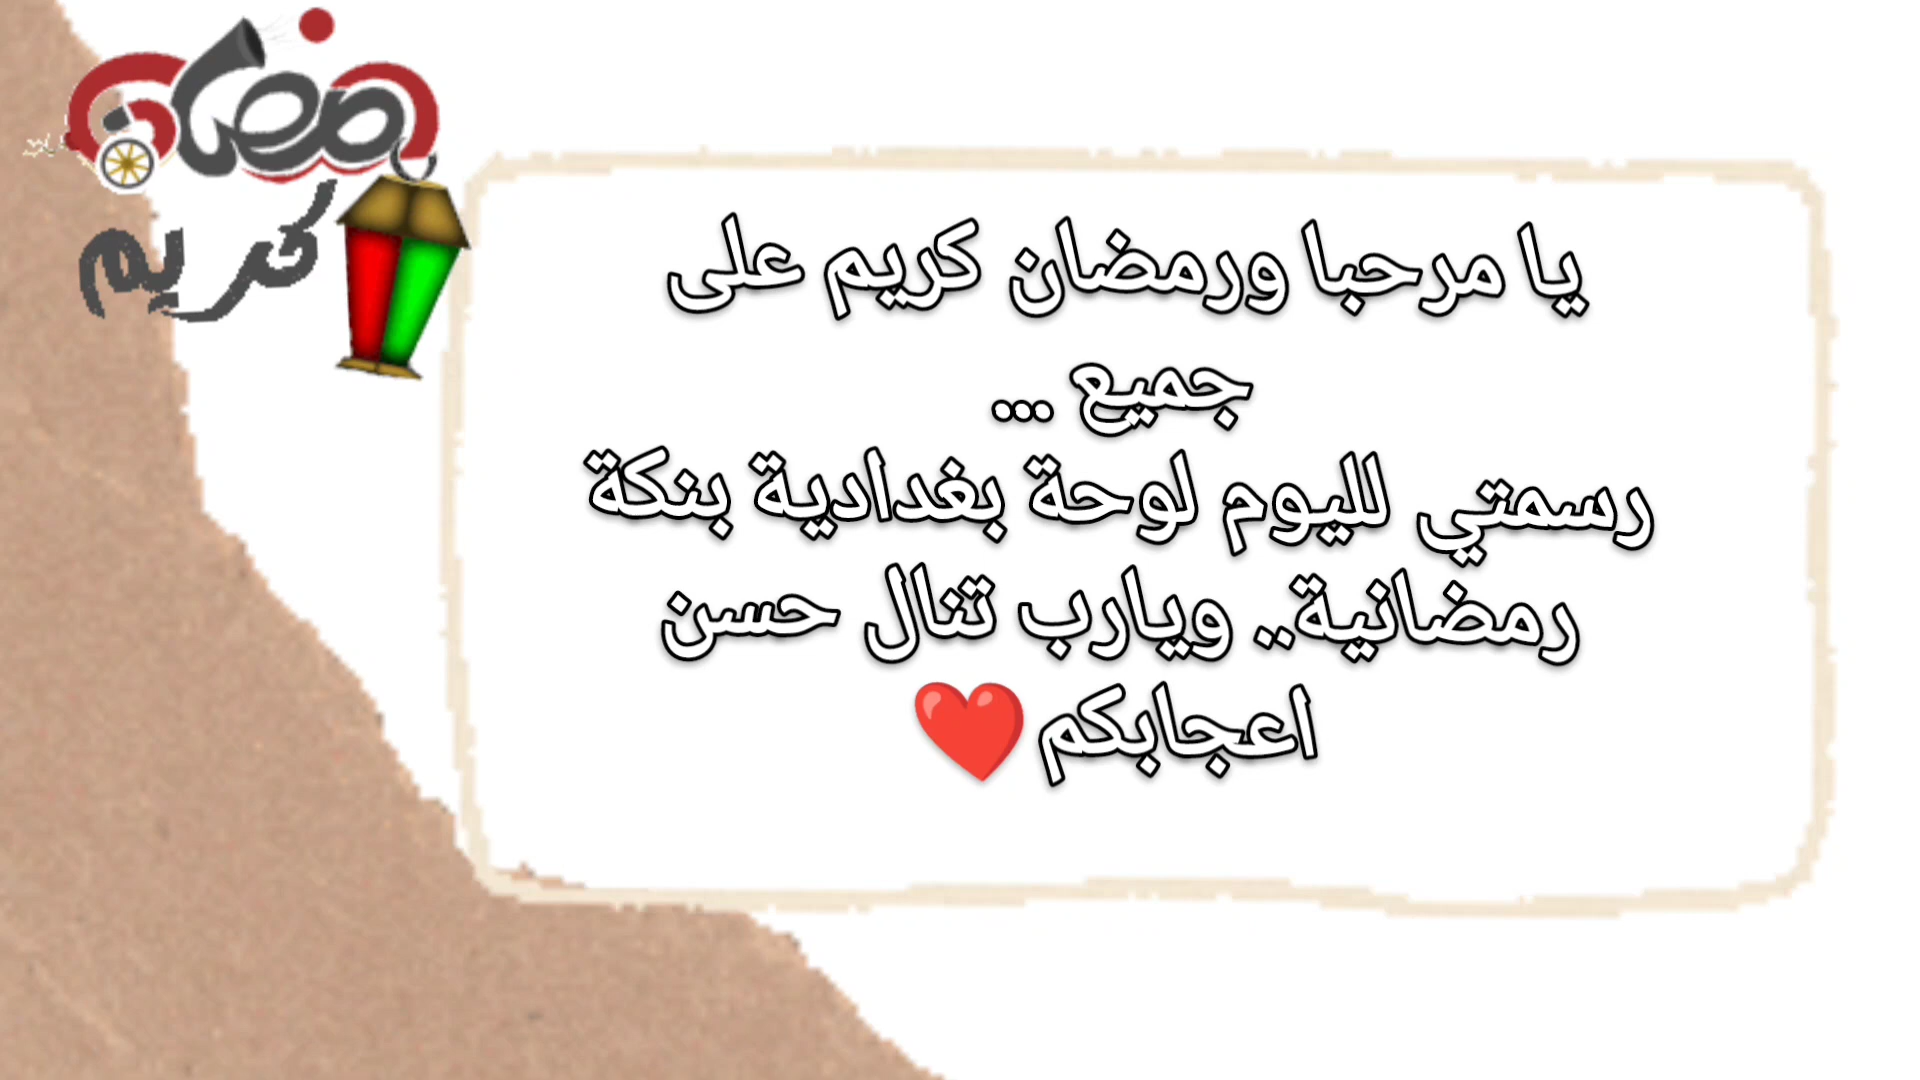 رمضان
كريم
يا مرحبا ورمضان كريم على
جميع ...
رسمتي لليوم لوحة بغدادية بنكة
رمضانية.. ويارب تنال حسن
اعجابكم❤️